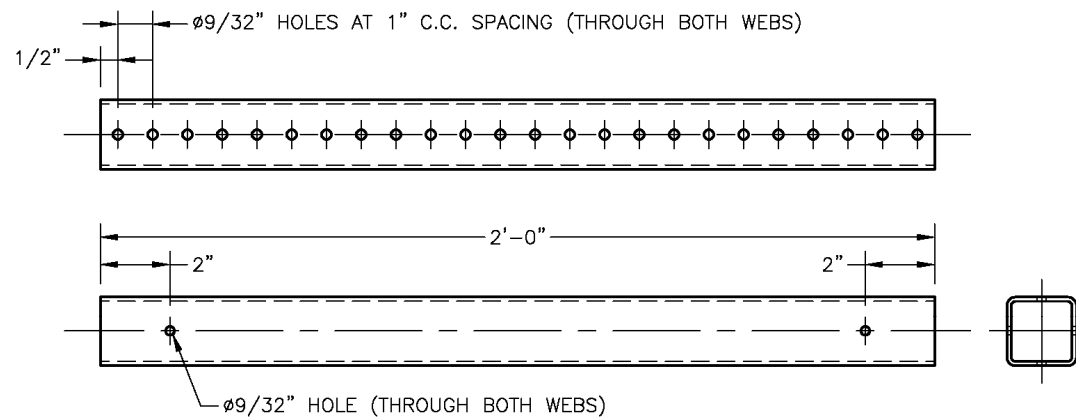 ø9/32" HOLES AT 1" C.C. SPACING (THROUGH BOTH WEBS)
1/2"
2'-0"
2"
2"
ø9/32" HOLE (THROUGH BOTH WEBS)